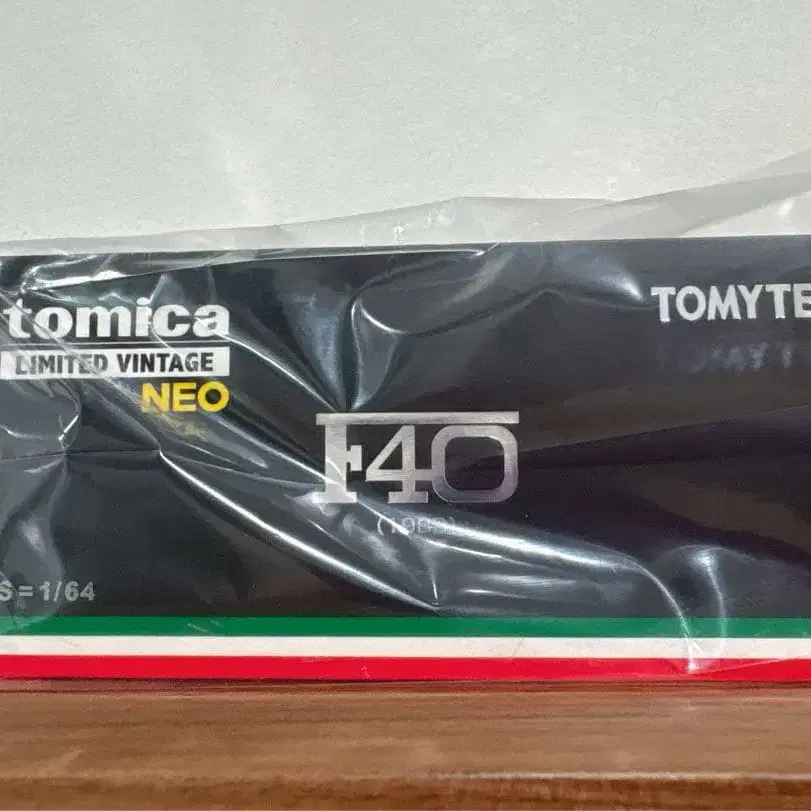 tomica
LIMITED VINTAGE
NEO
TOMYTE
F40
S=1/64